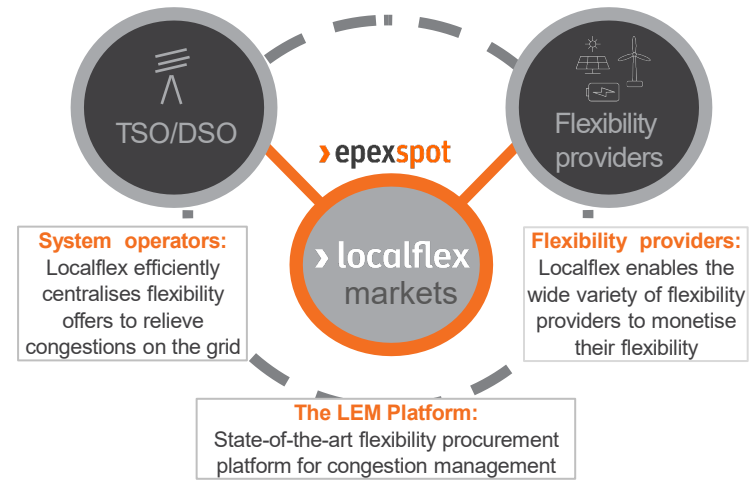 TSO/DSO
Flexibility
providers
epexspot
localflex
markets
System operators:
Localflex efficiently
centralises flexibility
offers to relieve
congestions on the grid
Flexibility providers:
Localflex enables the
wide variety of flexibility
providers to monetise
their flexibility
The LEM Platform:
State-of-the-art flexibility procurement
platform for congestion management